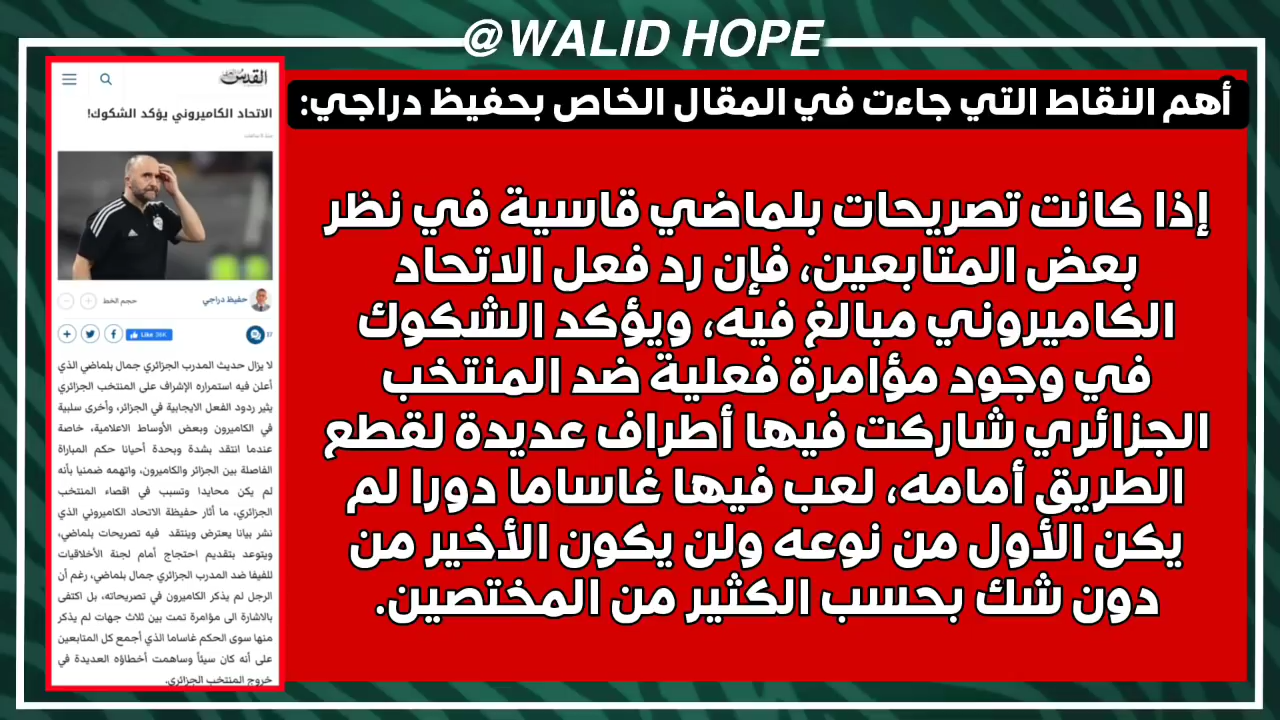 @WALID HOPE
أهم النقاط التي جاءت في المقال الخاص بحفيظ دراجي:
إذا كانت تصريحات بلماضي قاسية في نظر
بعض المتابعين، فإن رد فعل الاتحاد
الكاميروني مبالغ فيه، ويؤكد الشكوك
في وجود مؤامرة فعلية ضد المنتخب
الجزائري شاركت فيها أطراف عديدة لقطع
الطريق أمامه، لعب فيها غاساما دورا لم
يكن الأول من نوعه ولن يكون الأخير من
دون شك بحسب الكثير من المختصين.
القدس
الاتحاد الكاميروني يؤكد الشكوك!
حفيظ دراجي
حجم الخط
Like 36K
37
لا يزال حديث المدرب الجزائري جمال بلماضي الذي
أعلن فيه استمراره الإشراف على المنتخب الجزائري
يثير ردود الفعل الايجابية في الجزائر، وأخرى سلبية
في الكاميرون وبعض الأوساط الاعلامية، خاصة
عندما انتقد بشدة وبحدة أحيانا حكم المباراة
الفاصلة بين الجزائر والكاميرون، واتهمه ضمنيا بأنه
لم يكن محايدا وتسبب في اقصاء المنتخب
الجزائري، ما أثار حفيظة الاتحاد الكاميروني الذي
نشر بيانا يعترض وينتقد فيه تصريحات بلماضي،
ويتوعد بتقديم احتجاج أمام لجنة الأخلاقيات
للفيفا ضد المدرب الجزائري جمال بلماضي، رغم أن
الرجل لم يذكر الكاميرون في تصريحاته، بل اكتفى
بالاشارة الى مؤامرة تمت بين ثلاث جهات لم يذكر
منها سوى الحكم غاساما الذي أجمع كل المتابعين
على أنه كان سيئاً وساهمت أخطاؤه العديدة في
خروج المنتخب الجزائري.